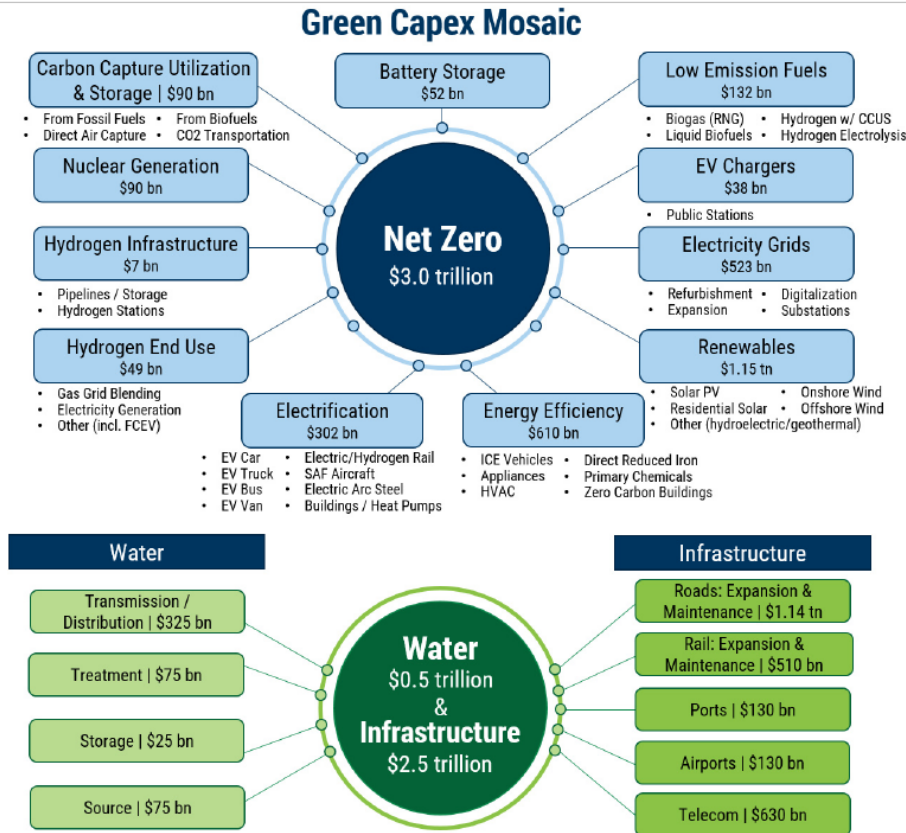 Green Capex Mosaic
Carbon Capture Utilization
& Storage | $90 bn
• From Fossil Fuels • From Biofuels
• Direct Air Capture • CO2 Transportation
Battery Storage
$52 bn
Low Emission Fuels
$132 bn
• Biogas (RNG) • Hydrogen w/ CCUS
• Liquid Biofuels • Hydrogen Electrolysis
Nuclear Generation
$90 bn
EV Chargers
$38 bn
• Public Stations
Net Zero
$3.0 trillion
Hydrogen Infrastructure
$7 bn
• Pipelines / Storage
• Hydrogen Stations
Electricity Grids
$523 bn
• Refurbishment • Digitalization
• Expansion • Substations
Hydrogen End Use
$49 bn
• Gas Grid Blending
• Electricity Generation
• Other (incl. FCEV)
Renewables
$1.15 tn
• Solar PV • Onshore Wind
• Residential Solar • Offshore Wind
• Other (hydroelectric/geothermal)
Electrification
$302 bn
• EV Car • Electric/Hydrogen Rail
• EV Truck • SAF Aircraft
• EV Bus • Electric Arc Steel
• EV Van • Buildings / Heat Pumps
Energy Efficiency
$610 bn
• ICE Vehicles • Direct Reduced Iron
• Appliances • Primary Chemicals
• HVAC • Zero Carbon Buildings
Water
Transmission /
Distribution | $325 bn
Treatment | $75 bn
Storage | $25 bn
Source | $75 bn
Water
$0.5 trillion
&
Infrastructure
$2.5 trillion
Infrastructure
Roads: Expansion &
Maintenance | $1.14 tn
Rail: Expansion &
Maintenance | $510 bn
Ports | $130 bn
Airports | $130 bn
Telecom | $630 bn